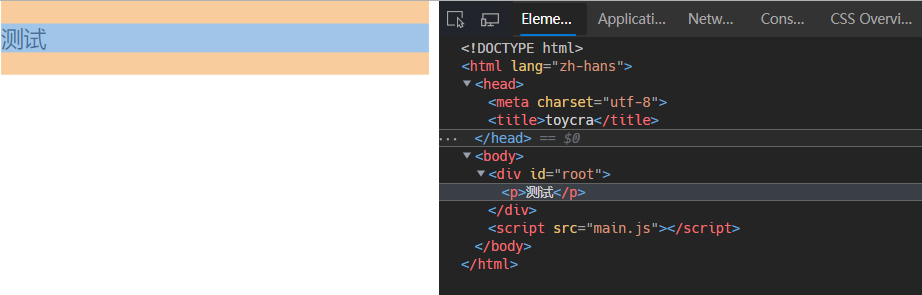 测试
Eleme... Applicati... Netw... Cons... CSS Overvi...
<!DOCTYPE html>
<html lang="zh-hans">
<head>
<meta charset="utf-8">
<title>toycra</title>
... </head> == $0
<body>
<div id="root">
<p>测试</p>
</div>
<script src="main.js"></script>
</body>
</html>